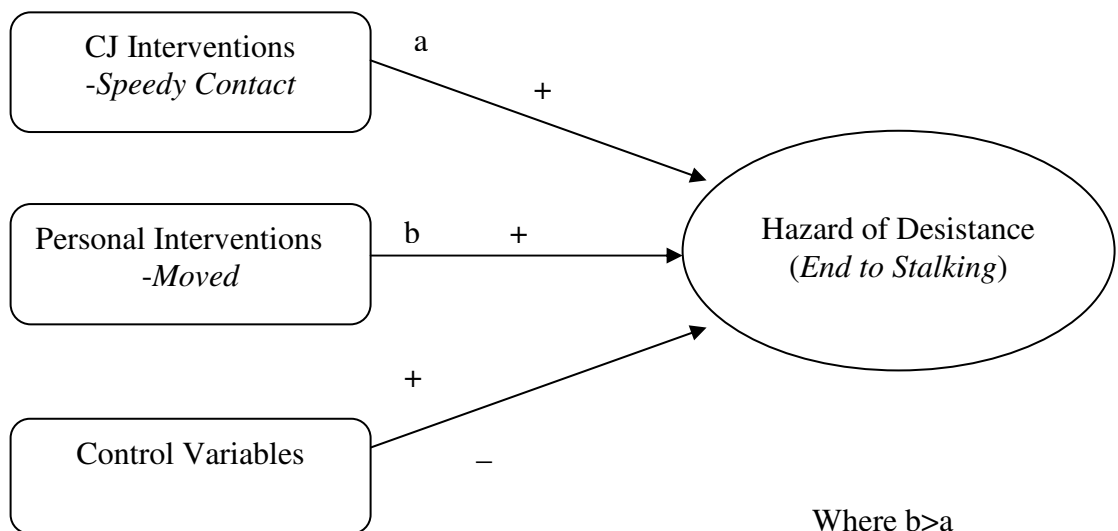 CJ Interventions
-Speedy Contact
a
+
Personal Interventions
-Moved
b
+
Hazard of Desistance
(End to Stalking)
+
Control Variables
–
Where b>a